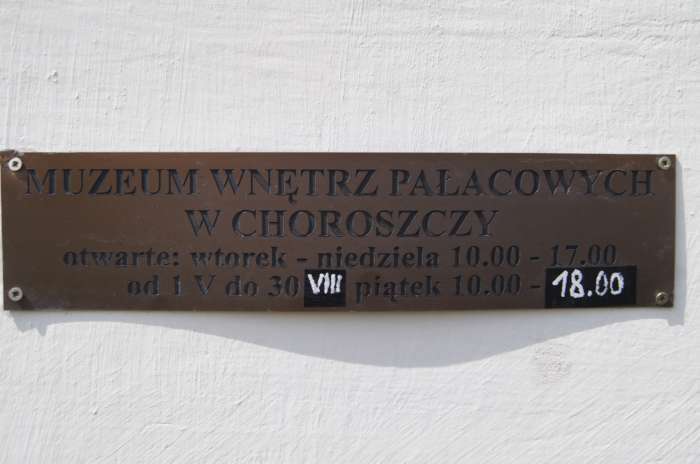 MUZEUM WNĘTRZ PAŁACOWYCH
W CHOROSZCZY
otwarte: wtorek - niedziela 10.00 - 17.00
od 1 V do 30 VIII piątek 10.00 - 18.00